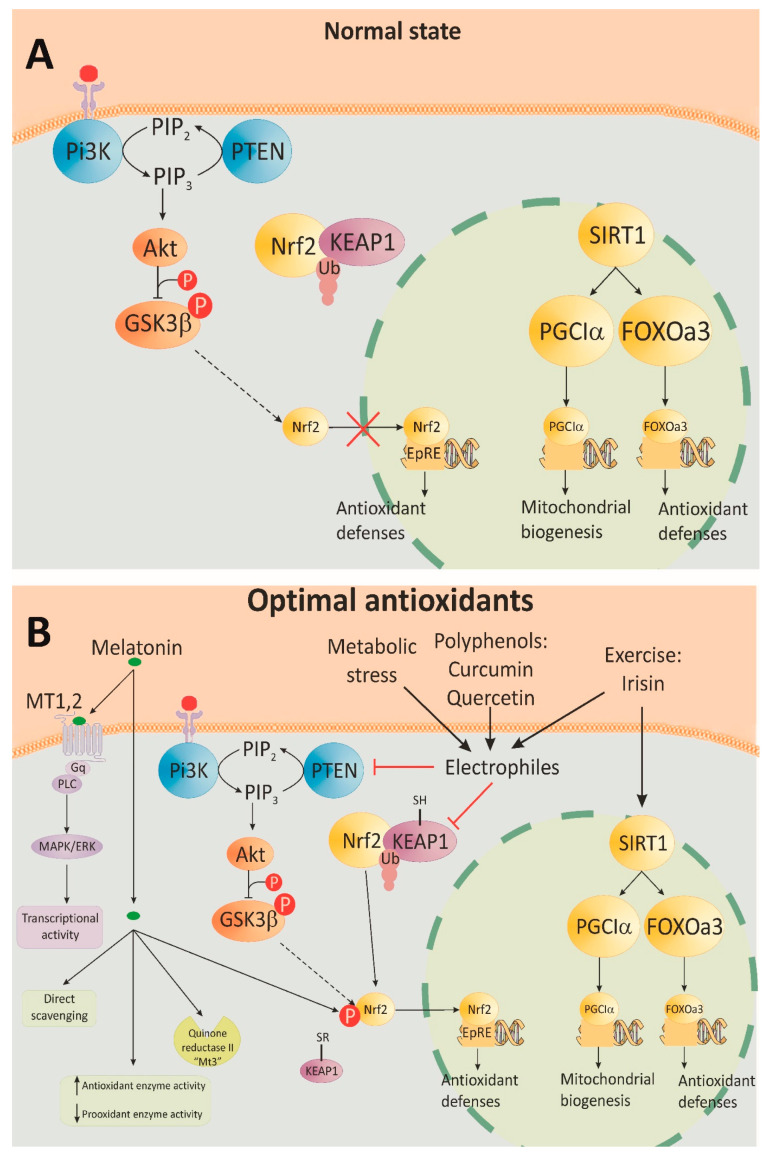 A
Normal state
Pi3K
PIP2
PTEN
PIP3
Akt
P
GSK3β
P
Nrf2
KEAP1
Ub
SIRT1
PGCIα
FOXOa3
Nrf2
Nrf2
EpRE
PGCIα
FOXOa3
Antioxidant
defenses
Mitochondrial
biogenesis
Antioxidant
defenses
B
Optimal antioxidants
Melatonin
Metabolic
stress
Polyphenols:
Curcumin
Quercetin
Exercise:
Irisin
MT1,2
Gq
PLC
MAPK/ERK
Transcriptional
activity
Pi3K
PIP2
PTEN
PIP3
Electrophiles
SH
Nrf2
KEAP1
Ub
Akt
P
GSK3β
P
SIRT1
PGCIα
FOXOa3
Direct
scavenging
Quinone
reductase II
"Mt3"
Antioxidant enzyme activity
Prooxidant enzyme activity
P
Nrf2
SR
KEAP1
Nrf2
EpRE
PGCIα
FOXOa3
Antioxidant
defenses
Mitochondrial
biogenesis
Antioxidant
defenses